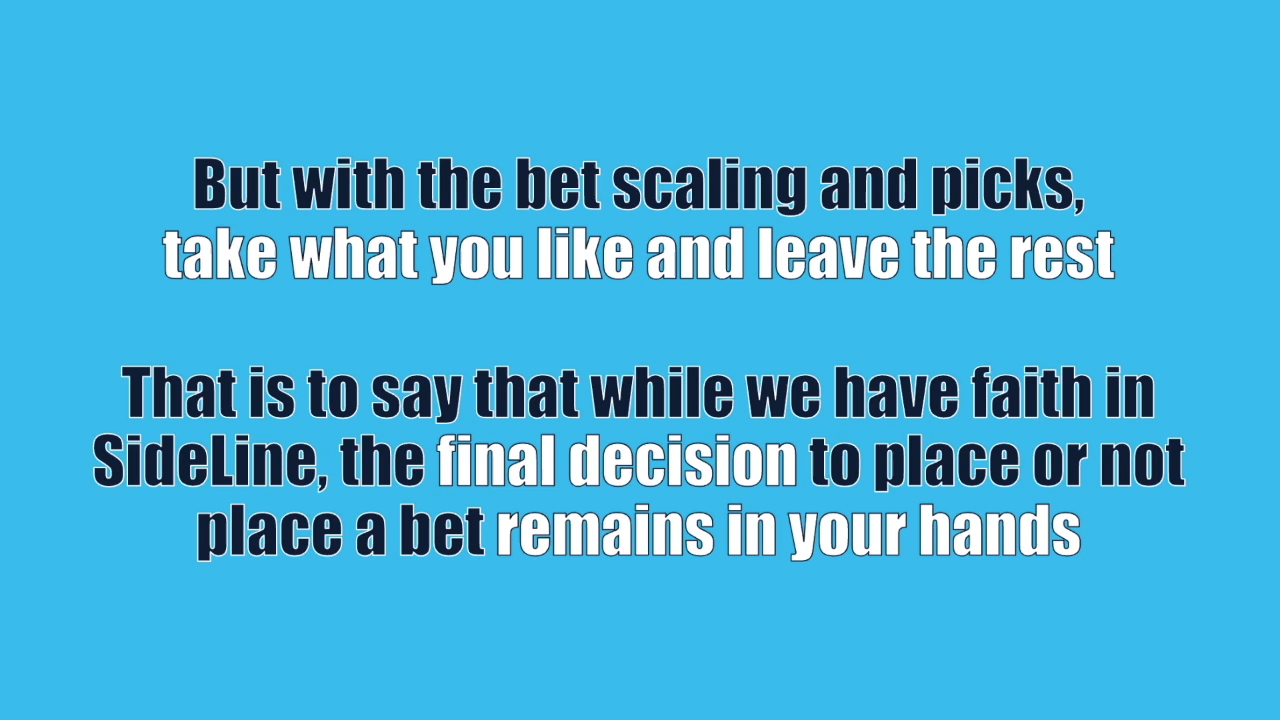 But with the bet scaling and picks,
take what you like and leave the rest
That is to say that while we have faith in
SideLine, the final decision to place or not
place a bet remains in your hands